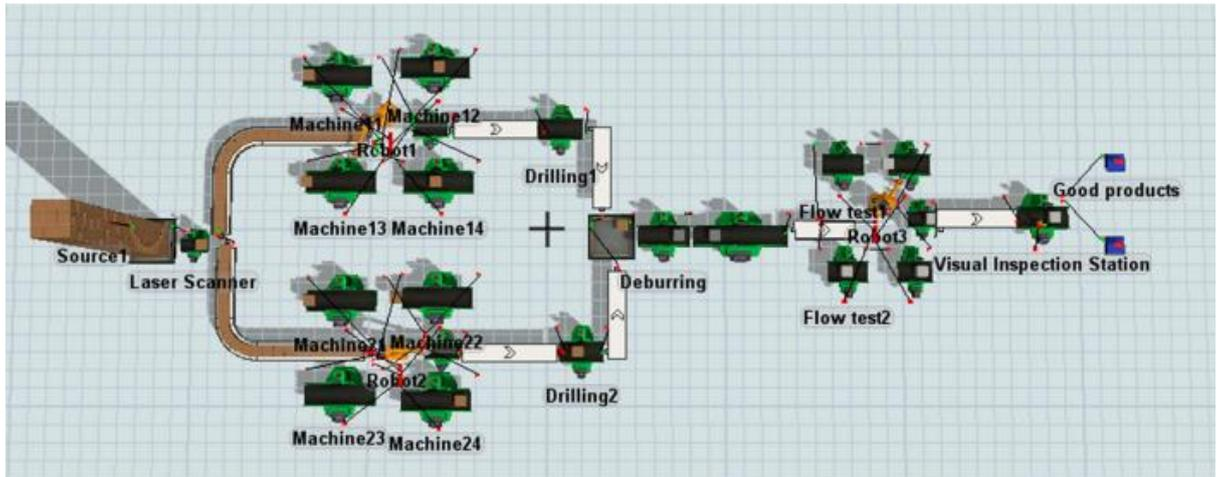 Machine11
Machine12
Robot1
Drilling1
Machine13
Machine14
Source1
Laser Scanner
Machine21
Machine22
Robot2
Machine23
Machine24
Drilling2
Deburring
Flow test1
Robot3
Flow test2
Good products
Visual Inspection Station